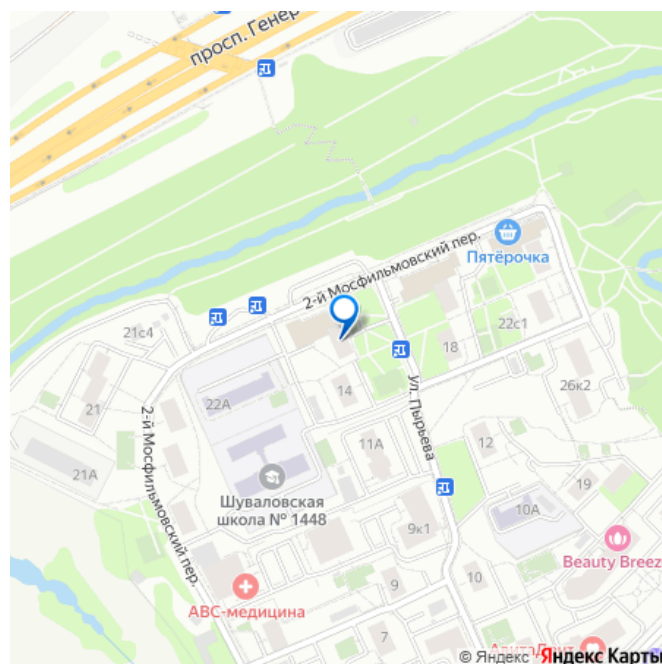 просп. Генер
2-й Мосфильмовский пер.
Пятёрочка
21с4
22с1
18
14
26к2
21
22А
ул. Пырьева
2-й Мосфильмовский пер.
11А
12
21А
19
Шуваловская
школа № 1448
10А
9к1
Beauty Breez
АВС-медицина
9
10
7
© Яндекс Яндекс Карты